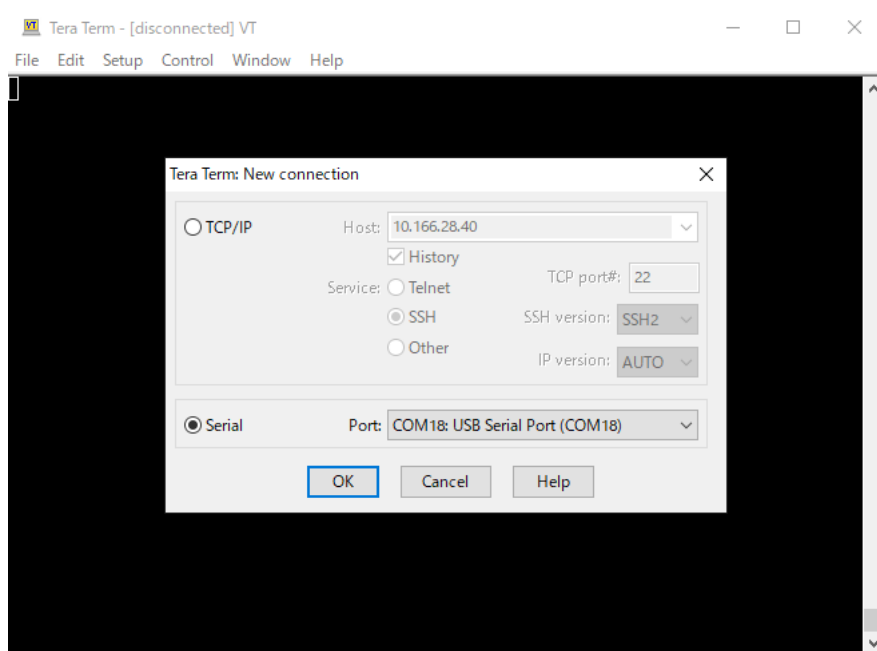 VT Tera Term - [disconnected] VT
File Edit Setup Control Window Help
Tera Term: New connection
TCP/IP Host: 10.166.28.40
History
Service: Telnet TCP port#: 22
SSH SSH version: SSH2
Other IP version: AUTO
Serial Port: COM18: USB Serial Port (COM18)
OK Cancel Help